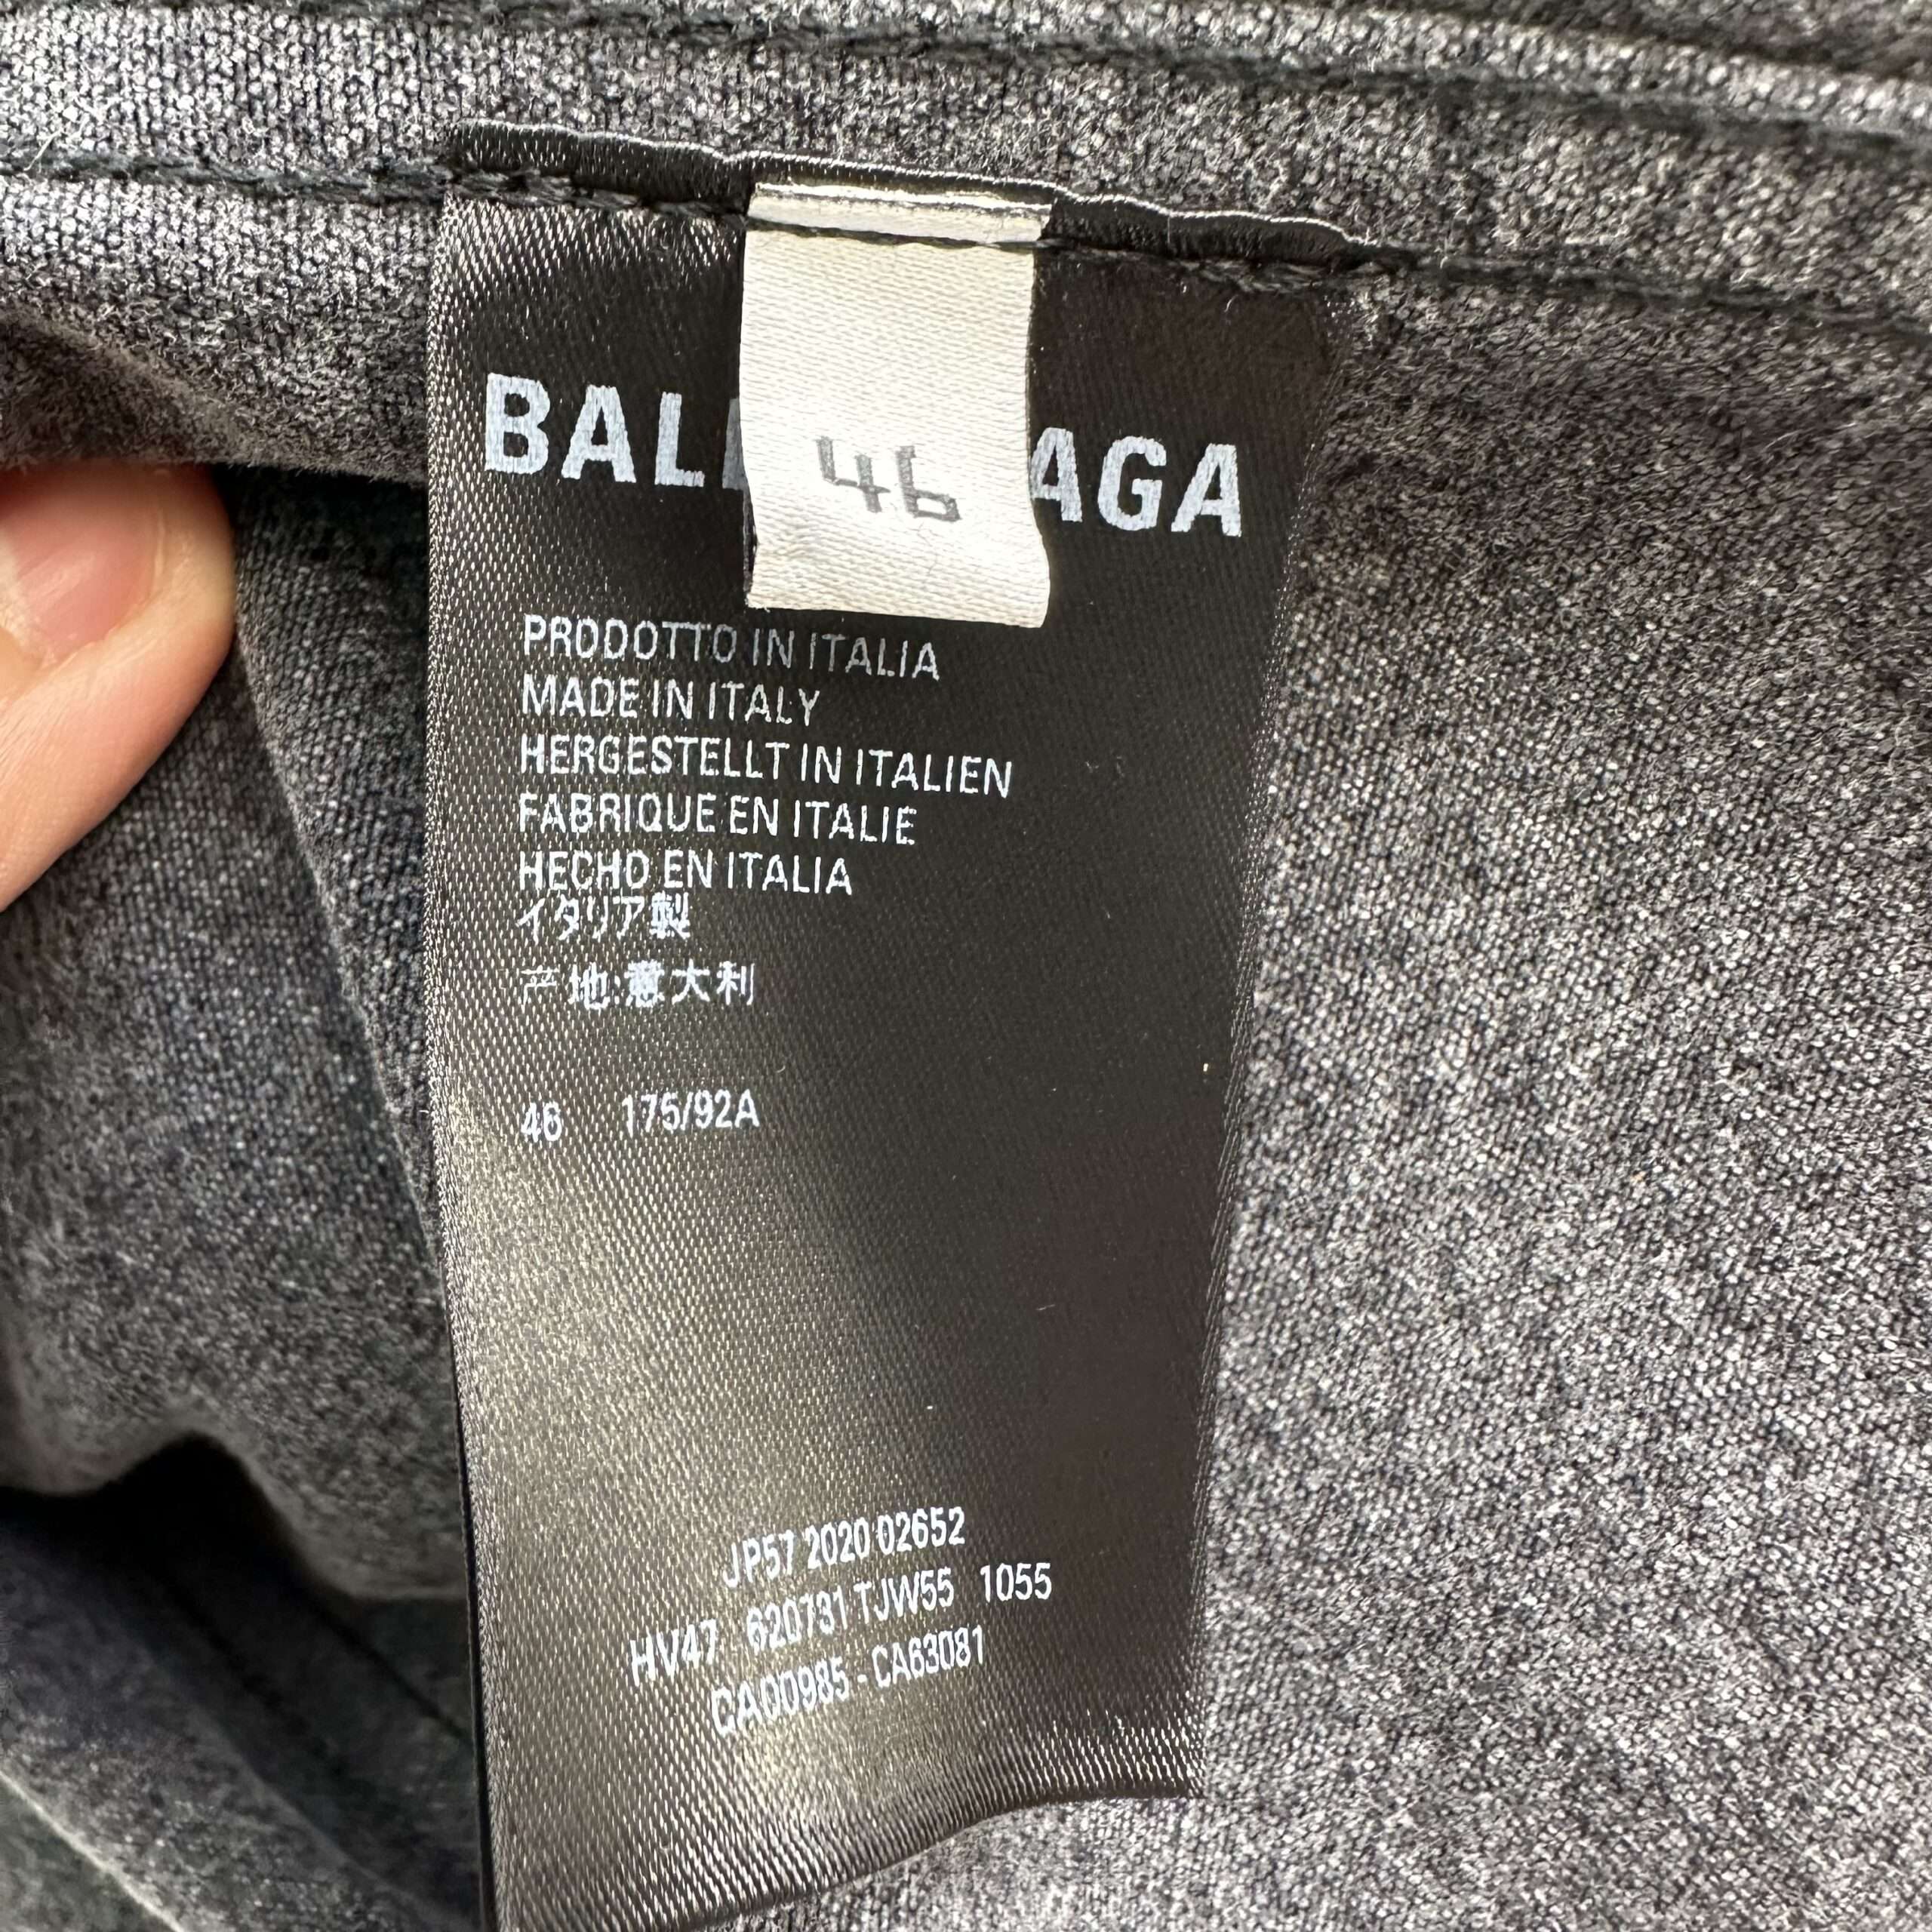 46
BAL AGA
PRODOTTO IN ITALIA
MADE IN ITALY
HERGESTELLT IN ITALIEN
FABRIQUE EN ITALIE
HECHO EN ITALIA
イタリア製
产地:意大利
46 175/92A
JP57 2020 02652
HV47 620731 TJW55 1055
CA00985 - CA63081